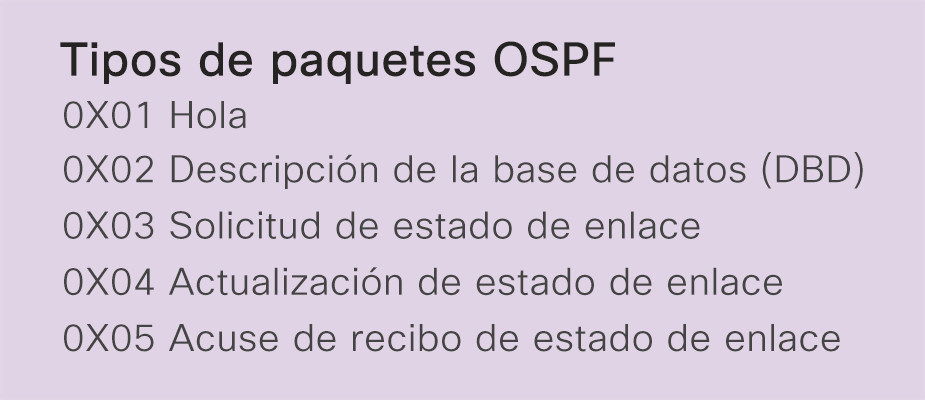 Tipos de paquetes OSPF
0X01 Hola
0X02 Descripción de la base de datos (DBD)
0X03 Solicitud de estado de enlace
0X04 Actualización de estado de enlace
0X05 Acuse de recibo de estado de enlace